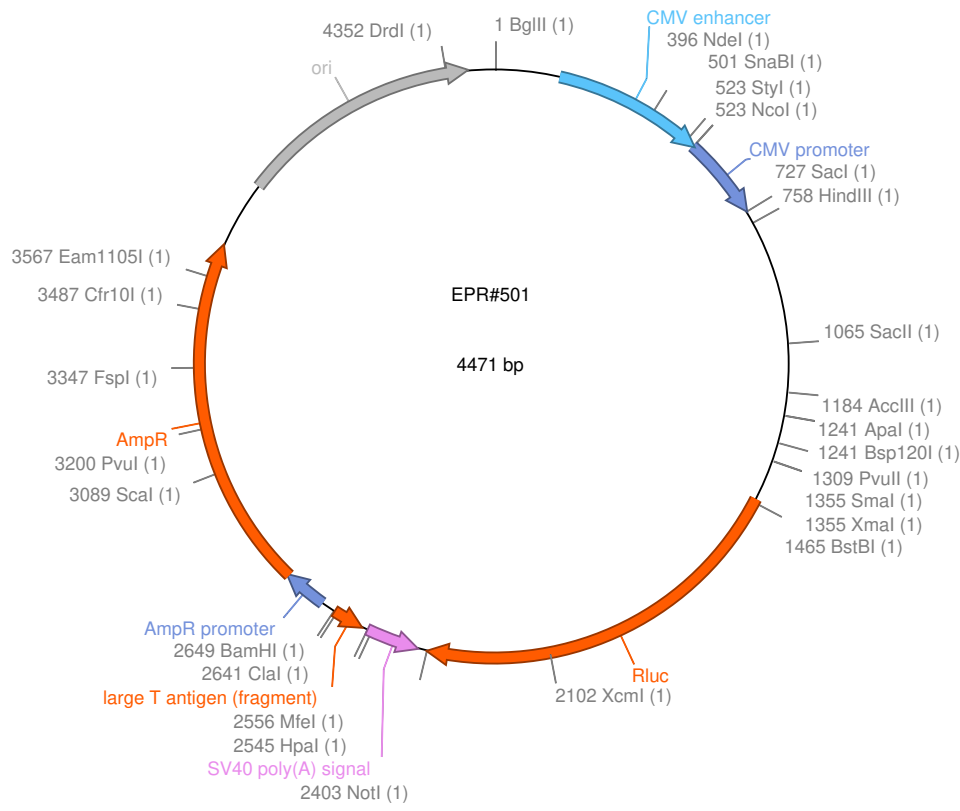 CMV enhancer
4352 DrdI (1)
1 BglII (1)
396 NdeI (1)
501 SnaBI (1)
ori
523 StyI (1)
523 NcoI (1)
CMV promoter
727 SacI (1)
758 HindIII (1)
3567 Eam1105I (1)
3487 Cfr10I (1)
EPR#501
1065 SacII (1)
4471 bp
3347 FspI (1)
1184 AccIII (1)
1241 ApaI (1)
AmpR
1241 Bsp120I (1)
3200 PvuI (1)
1309 PvuII (1)
3089 ScaI (1)
1355 SmaI (1)
1355 XmaI (1)
1465 BstBI (1)
AmpR promoter
2649 BamHI (1)
2641 ClaI (1)
Rluc
large T antigen (fragment)
2102 XcmI (1)
2556 MfeI (1)
2545 HpaI (1)
SV40 poly(A) signal
2403 NotI (1)